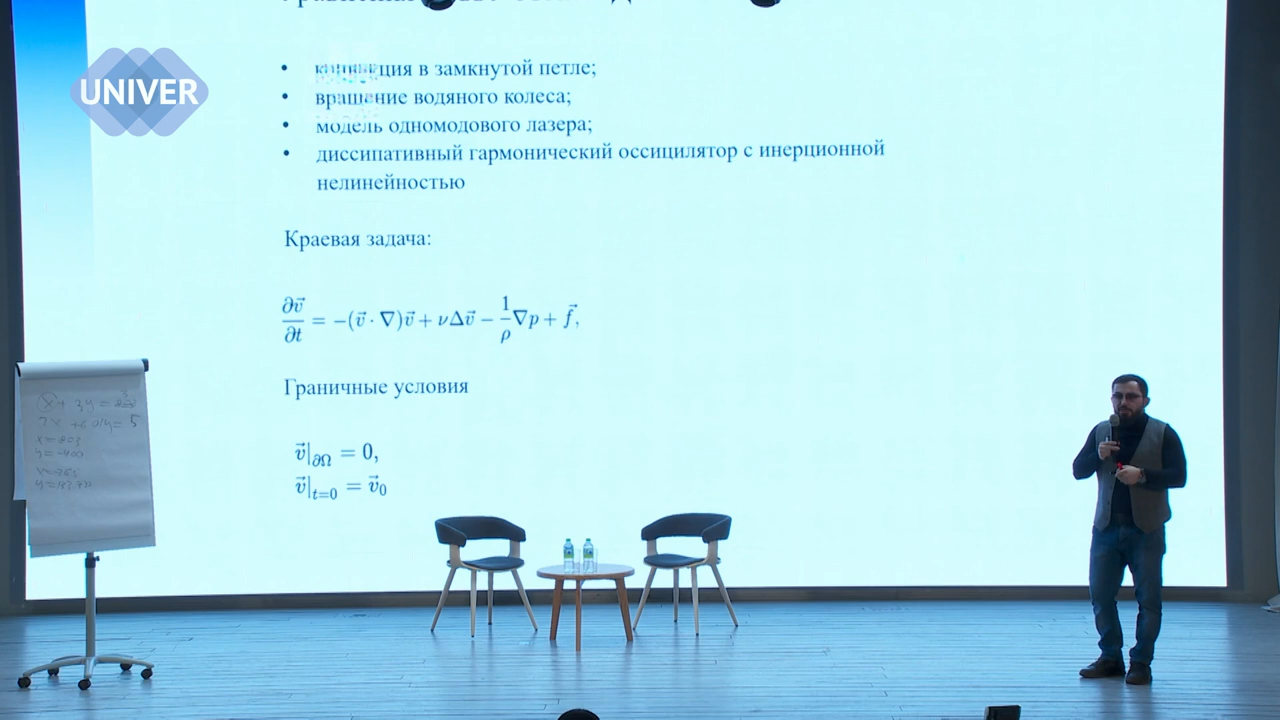 UNIVER
• конвекция в замкнутой петле;
• вращение водяного колеса;
• модель одномодового лазера;
• диссипативный гармонический оссицилятор с инерционной
нелинейностью
Краевая задача:
∂v⃗/∂t = −(v⃗ · ∇)v⃗ + νΔv⃗ − 1/ρ ∇p + f⃗,
Граничные условия
v⃗|∂Ω = 0,
v⃗|t=0 = v⃗0